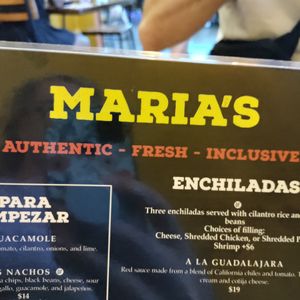 MARIA'S
AUTHENTIC - FRESH - INCLUSIVE
PARA
EMPEZAR
GUACAMOLE
tomato, cilantro, onions, and lime.
NACHOS
chips, black beans, cheese, sour
gallo, guacamole, and jalapeños.
$14
ENCHILADAS
Three enchiladas served with cilantro rice an
beans
Choices of filling:
Cheese, Shredded Chicken, or Shredded P
Shrimp +$6
A LA GUADALAJARA
Red sauce made from a blend of California chiles and tomato.
cream and cotija cheese.
$19